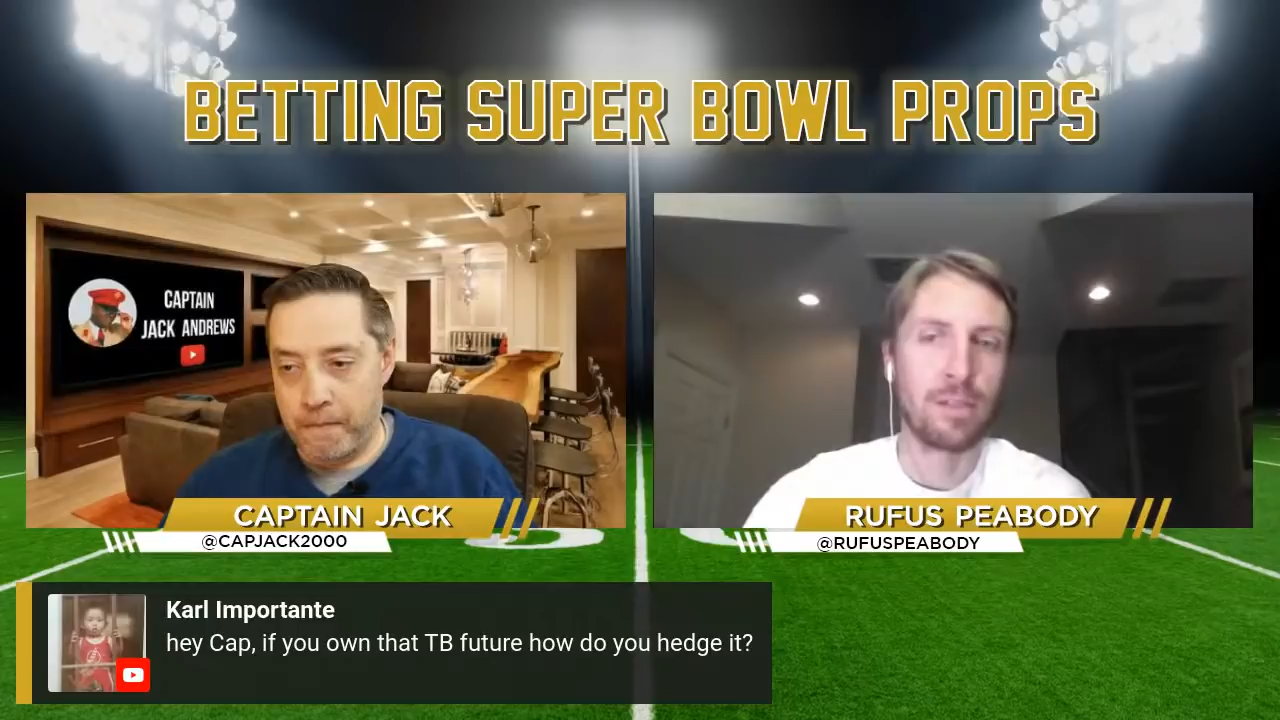 BETTING SUPER BOWL PROPS
CAPTAIN
JACK ANDREWS
CAPTAIN JACK
@CAPJACK2000
RUFUS PEABODY
@RUFUSPEABODY
Karl Importante
hey Cap, if you own that TB future how do you hedge it?